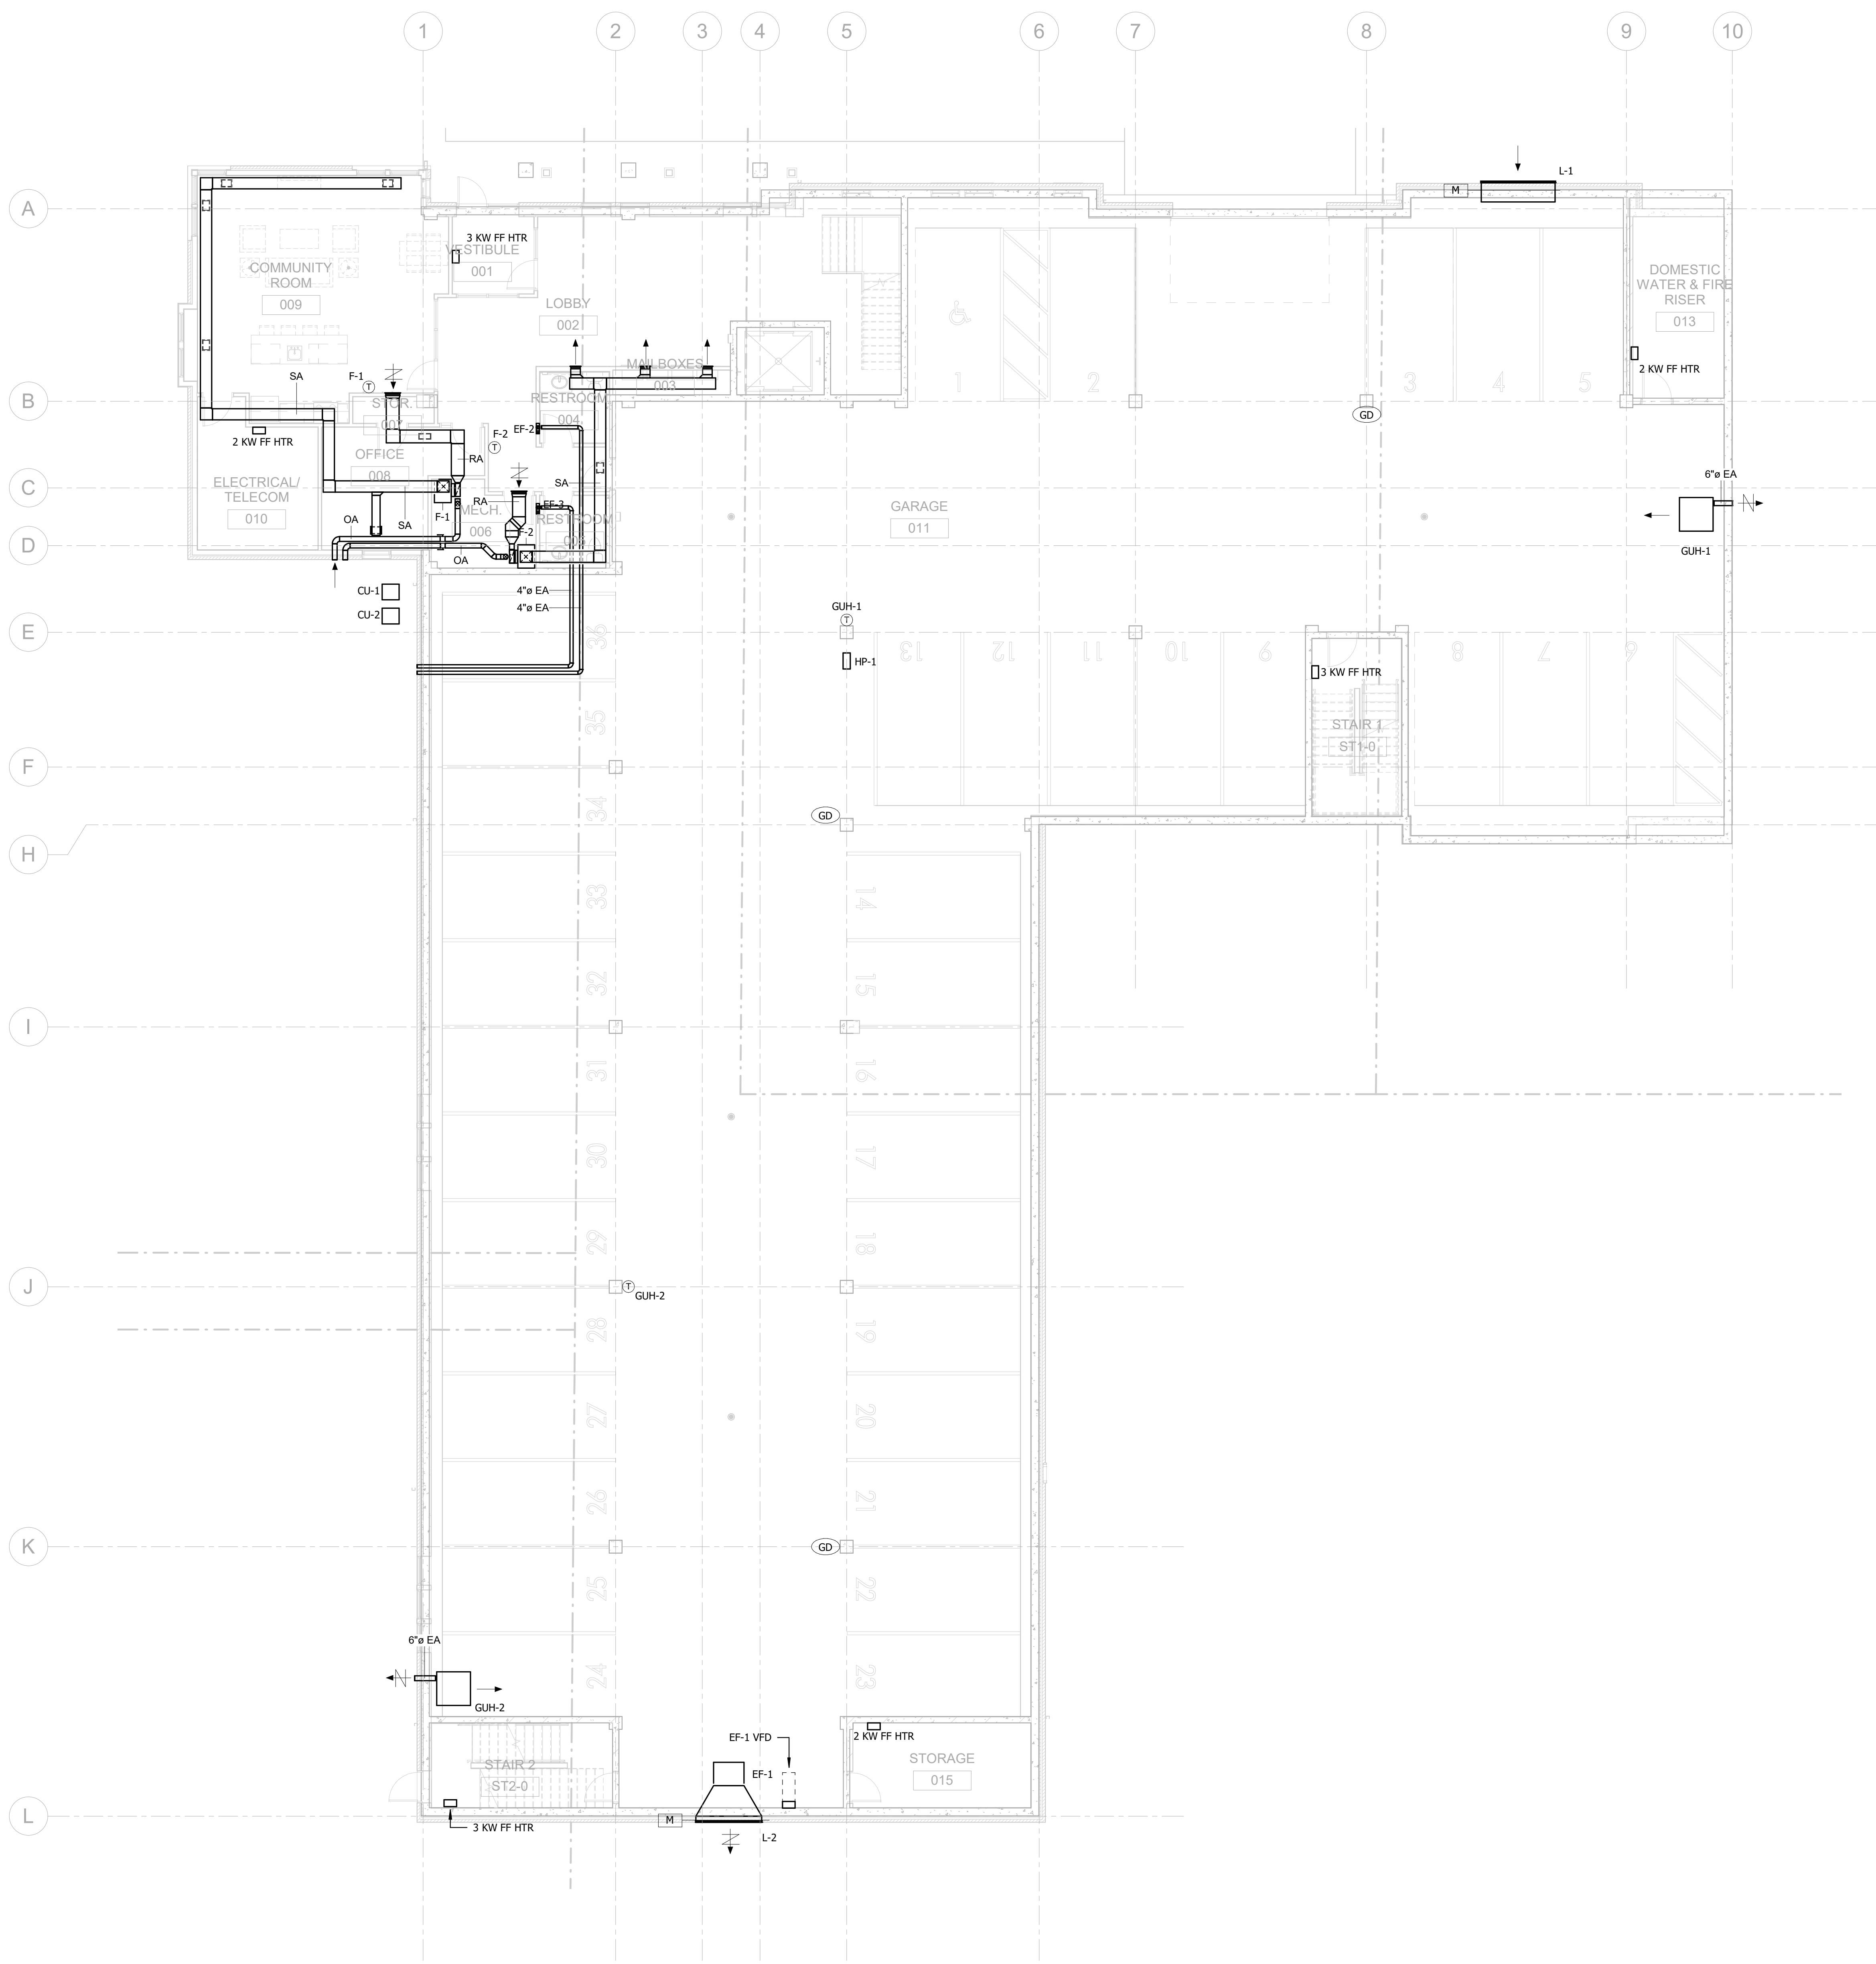 1 2 3 4 5 6 7 8 9 10
L-1
M
A
3 KW FF HTR
VESTIBULE
001
COMMUNITY
ROOM
009
DOMESTIC
WATER & FIRE
RISER
013
LOBBY
002
2 KW FF HTR
MAILBOXES
003
SA
F-1
T
1
2
3
4
5
B
STOR.
007
RESTROOM
004
GD
2 KW FF HTR
EF-2
F-2
T
OFFICE
008
RA
ELECTRICAL/
TELECOM
010
C
SA
6"ø EA
RA
EF-3
GARAGE
011
OA
SA
F-1
MECH.
006
RESTROOM
005
F-2
D
OA
GUH-1
CU-1
CU-2
4"ø EA
4"ø EA
GUH-1
T
E
36
HP-1
13
12
11
10
9
8
7
6
3 KW FF HTR
35
STAIR 1
ST1-0
F
34
GD
H
33
14
32
15
I
31
16
30
17
29
18
J
T
GUH-2
28
19
27
20
26
21
K
GD
25
22
6"ø EA
24
23
GUH-2
EF-1 VFD
2 KW FF HTR
STAIR 2
ST2-0
EF-1
STORAGE
015
L
M
3 KW FF HTR
L-2